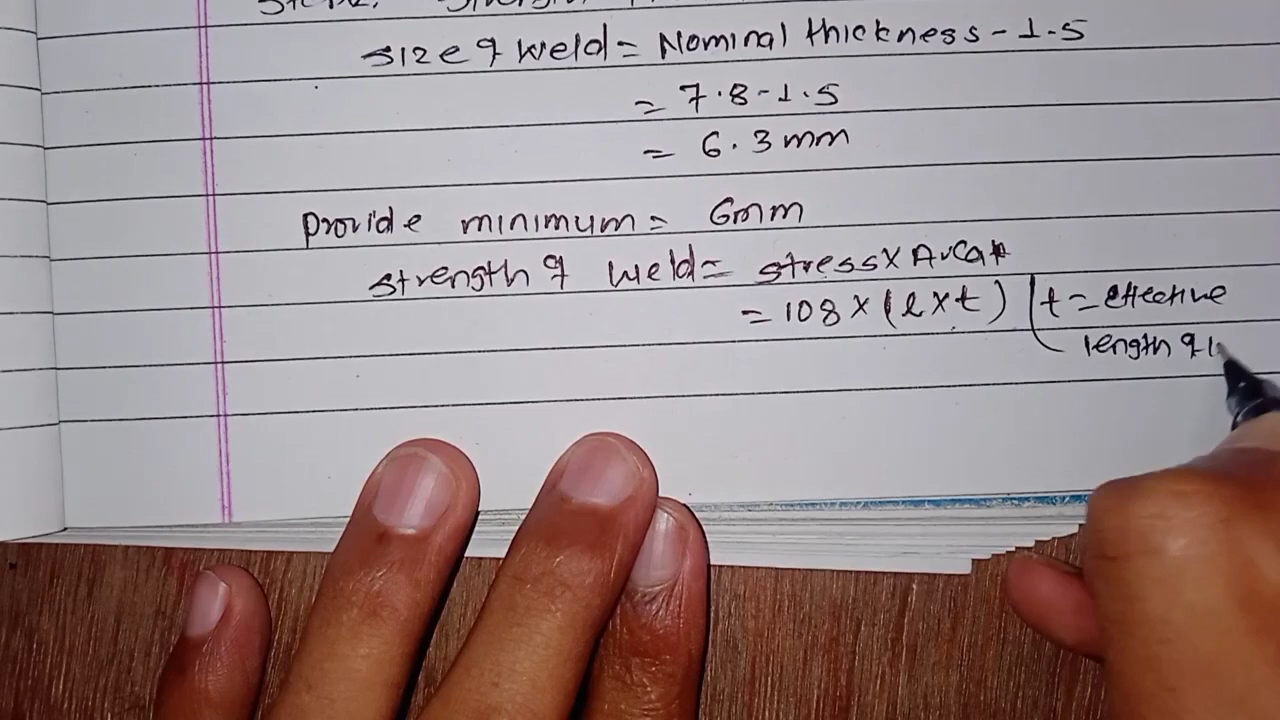 Size of weld = Nominal thickness - 1.5
= 7.8 - 1.5
= 6.3 mm
Provide minimum = 6mm
Strength of weld = stress x Area
= 108 x (l x t) t = effective
length of